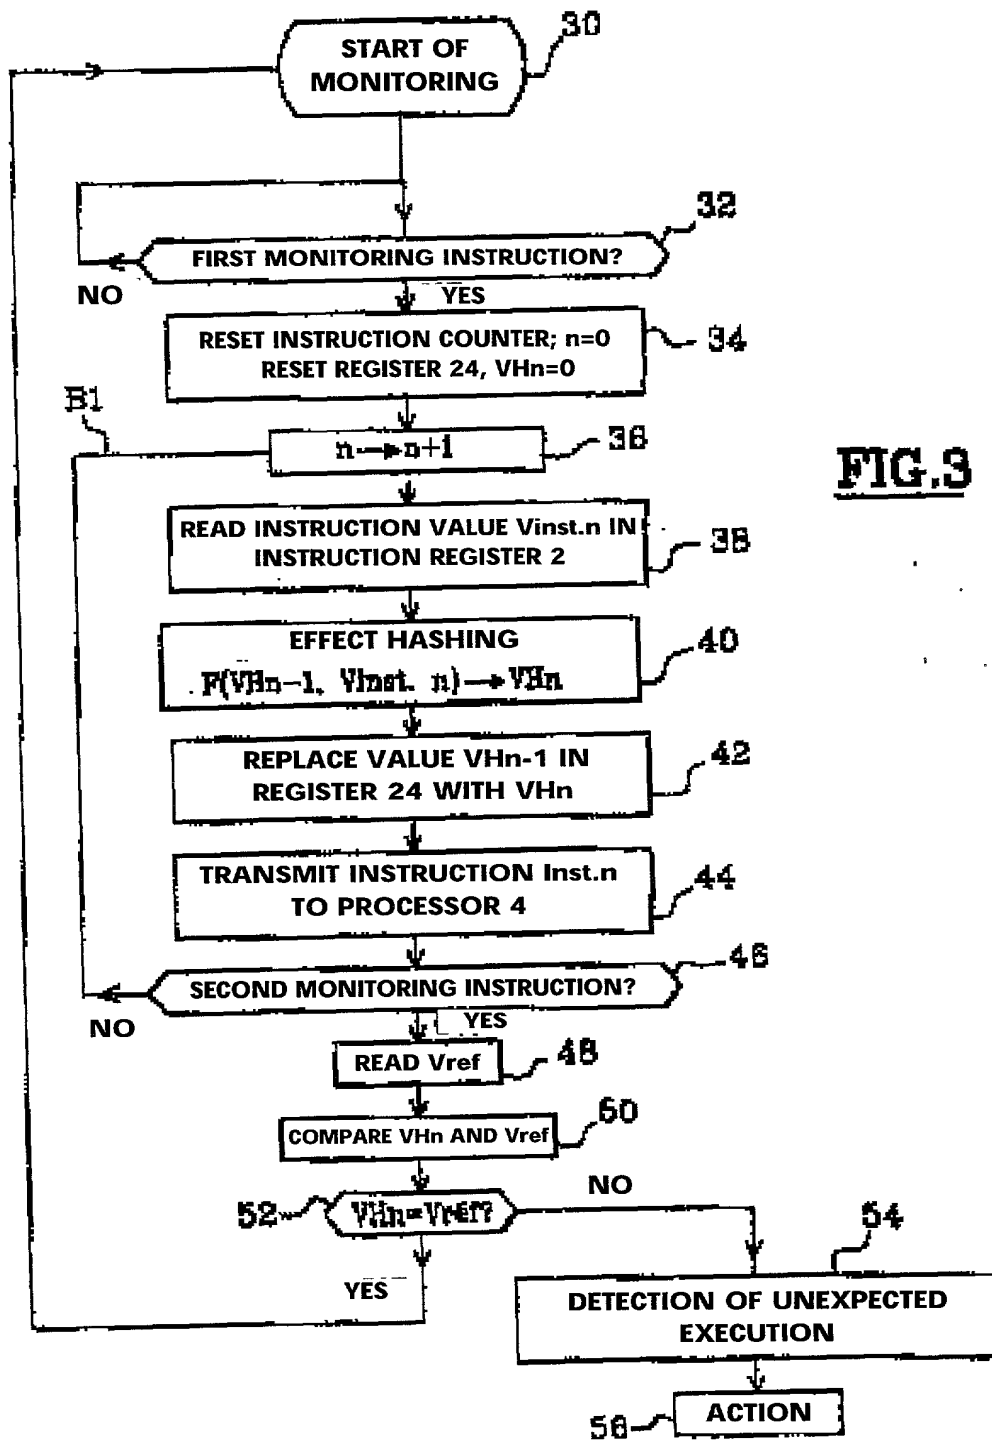 30
START OF
MONITORING
32
FIRST MONITORING INSTRUCTION?
NO
YES
RESET INSTRUCTION COUNTER; n=0
RESET REGISTER 24, VHn=0
34
B1
n→n+1
36
FIG.3
READ INSTRUCTION VALUE Vinst.n IN
INSTRUCTION REGISTER 2
38
EFFECT HASHING
F(VHn-1, VInst. n)→VHn
40
REPLACE VALUE VHn-1 IN
REGISTER 24 WITH VHn
42
TRANSMIT INSTRUCTION Inst.n
TO PROCESSOR 4
44
46
SECOND MONITORING INSTRUCTION?
NO
YES
READ Vref
48
COMPARE VHn AND Vref
50
52
VHn=Vref?
NO
YES
54
DETECTION OF UNEXPECTED
EXECUTION
56
ACTION